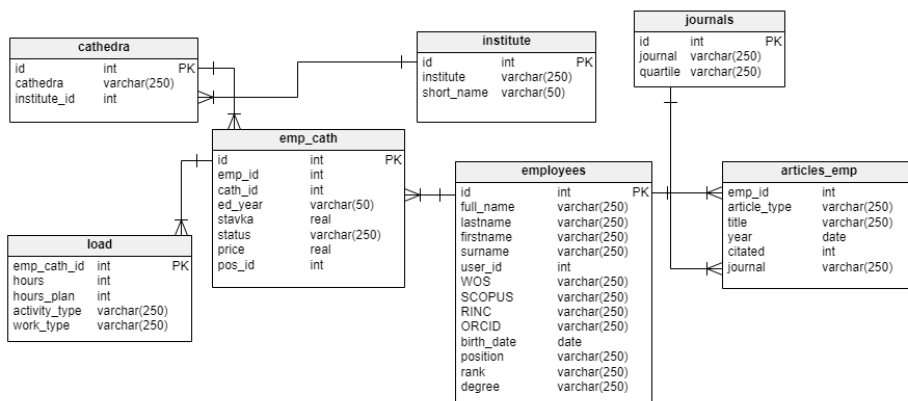 cathedra
id int PK
cathedra varchar(250)
institute_id int
institute
id int PK
institute varchar(250)
short_name varchar(50)
journals
id int PK
journal varchar(250)
quartile varchar(250)
emp_cath
id int PK
emp_id int
cath_id int
ed_year varchar(50)
stavka real
status varchar(250)
price real
pos_id int
employees
id int PK
full_name varchar(250)
lastname varchar(250)
firstname varchar(250)
surname varchar(250)
user_id int
WOS varchar(250)
SCOPUS varchar(250)
RINC varchar(250)
ORCID varchar(250)
birth_date date
position varchar(250)
rank varchar(250)
degree varchar(250)
articles_emp
emp_id int
article_type varchar(250)
title varchar(250)
year date
citated int
journal varchar(250)
load
emp_cath_id int PK
hours int
hours_plan int
activity_type varchar(250)
work_type varchar(250)